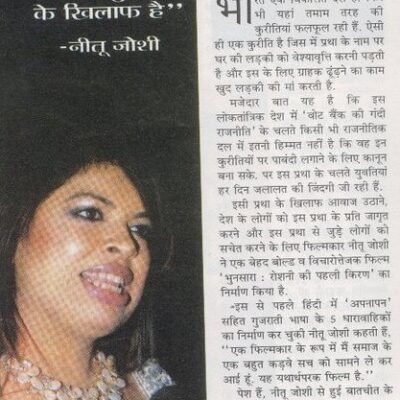 के खिलाफ है''
-नीतू जोशी
भी यहां तमाम तरह की
कुरीतियां फलफूल रही हैं. ऐसी
ही एक कुरीति है जिस में प्रथा के नाम पर
घर की लड़की को वेश्यावृत्ति करनी पड़ती
है और इस के लिए ग्राहक ढूंढ़ने का काम
खुद लड़की की मां करती है.
मजेदार बात यह है कि इस
लोकतांत्रिक देश में 'वोट बैंक की गंदी
राजनीति' के चलते किसी भी राजनीतिक
दल में इतनी हिम्मत नहीं है कि वह इन
कुरीतियों पर पाबंदी लगाने के लिए कानून
बना सके. पर इस प्रथा के चलते युवतियां
हर दिन जलालत की जिंदगी जी रही हैं.
इसी प्रथा के खिलाफ आवाज उठाने,
देश के लोगों को इस प्रथा के प्रति जागृत
करने और इस प्रथा से जुड़े लोगों को
सचेत करने के लिए फिल्मकार नीतू जोशी
ने एक बेहद बोल्ड व विचारोत्तेजक फिल्म
'भुनसारा : रोशनी की पहली किरण' का
निर्माण किया है.
इस से पहले हिंदी में 'अपनापन'
सहित गुजराती भाषा के 5 धारावाहिकों
का निर्माण कर चुकी नीतू जोशी कहती हैं,
''एक फिल्मकार के रूप में मैं समाज के
एक बहुत कड़वे सच को सामने ले कर
आई हूं. यह यथार्थपरक फिल्म है.''
पेश हैं, नीतू जोशी से हुई बातचीत के